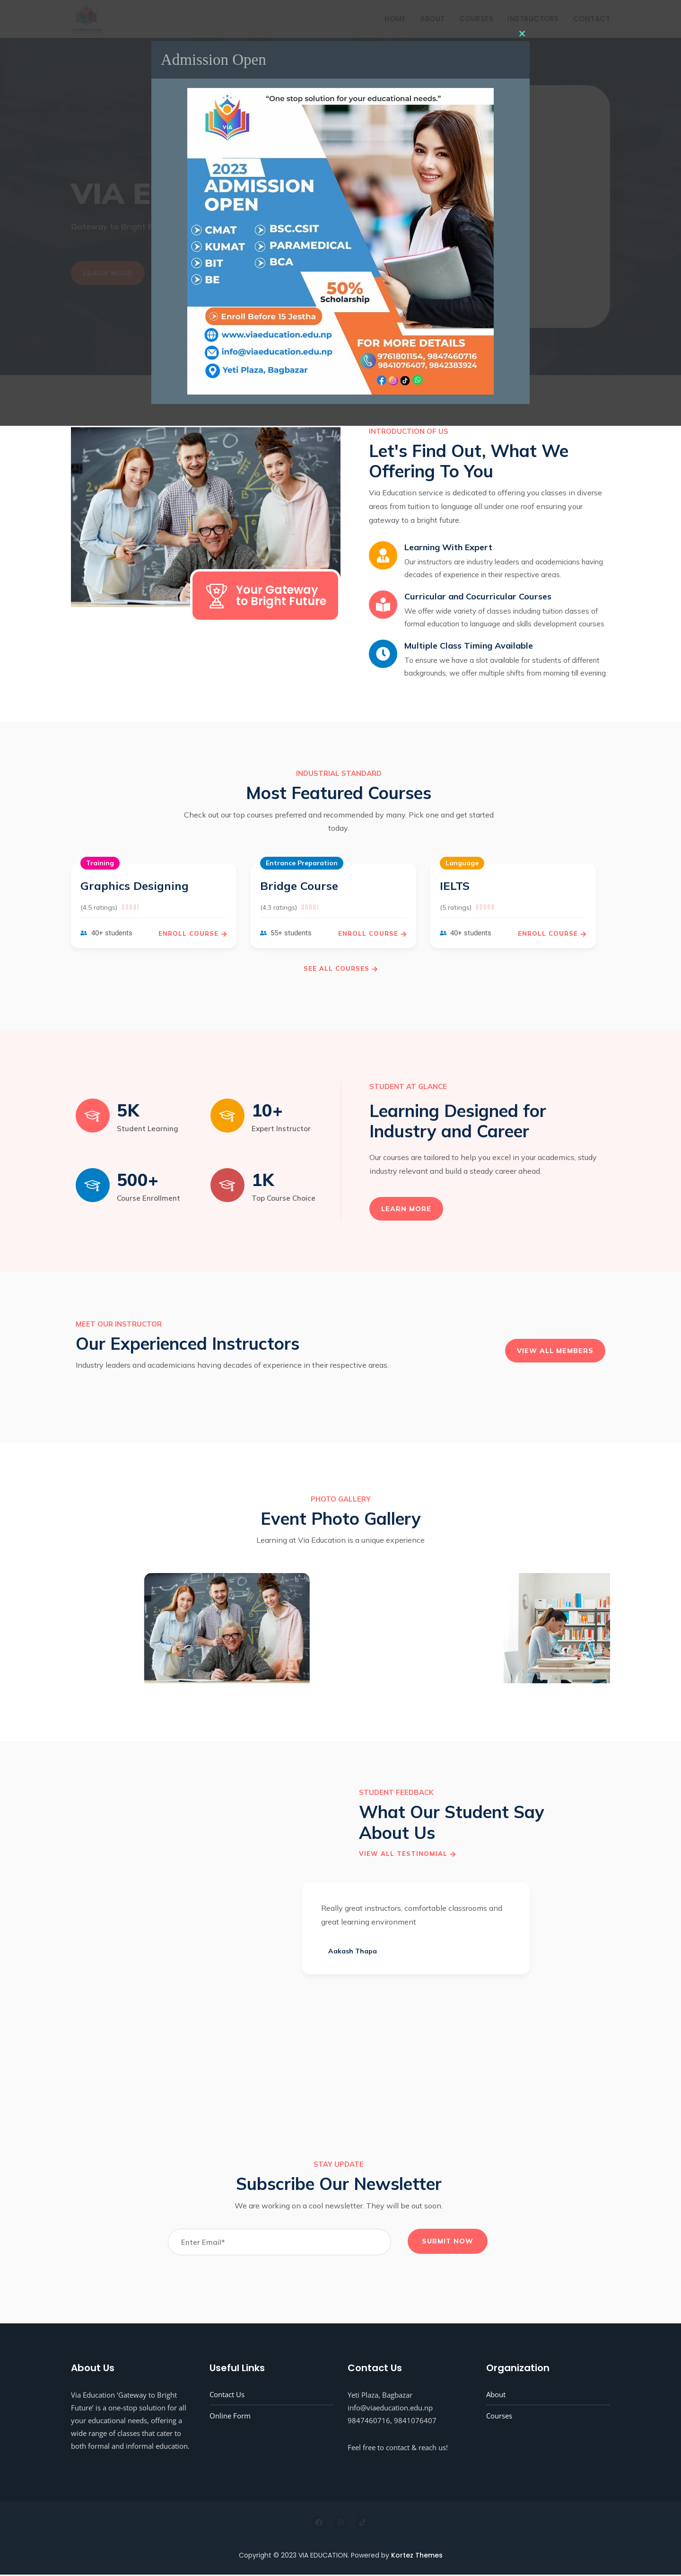 HOME ABOUT COURSES INSTRUCTORS CONTACT
×
Admission Open
"One stop solution for your educational needs."
VIA
2023
ADMISSION
OPEN
CMAT
KUMAT
BIT
BE
BSC.CSIT
PARAMEDICAL
BCA
50%
Scholarship
Enroll Before 15 Jestha
www.viaeducation.edu.np
info@viaeducation.edu.np
Yeti Plaza, Bagbazar
FOR MORE DETAILS
9761801154, 9847460716
9841076407, 9842383924
VIA E
Gateway to Bright F
LEARN MORE
Your Gateway
to Bright Future
INTRODUCTION OF US
Let's Find Out, What We
Offering To You
Via Education service is dedicated to offering you classes in diverse
areas from tuition to language all under one roof ensuring your
gateway to a bright future.
Learning With Expert
Our instructors are industry leaders and academicians having
decades of experience in their respective areas.
Curricular and Cocurricular Courses
We offer wide variety of classes including tuition classes of
formal education to language and skills development courses
Multiple Class Timing Available
To ensure we have a slot available for students of different
backgrounds, we offer multiple shifts from morning till evening.
INDUSTRIAL STANDARD
Most Featured Courses
Check out our top courses preferred and recommended by many. Pick one and get started
today.
Training
Graphics Designing
(4.5 ratings)
40+ students
ENROLL COURSE
Entrance Preparation
Bridge Course
(4.3 ratings)
55+ students
ENROLL COURSE
Language
IELTS
(5 ratings)
40+ students
ENROLL COURSE
SEE ALL COURSES
5K
Student Learning
10+
Expert Instructor
500+
Course Enrollment
1K
Top Course Choice
STUDENT AT GLANCE
Learning Designed for
Industry and Career
Our courses are tailored to help you excel in your academics, study
industry relevant and build a steady career ahead.
LEARN MORE
MEET OUR INSTRUCTOR
Our Experienced Instructors
Industry leaders and academicians having decades of experience in their respective areas.
VIEW ALL MEMBERS
PHOTO GALLERY
Event Photo Gallery
Learning at Via Education is a unique experience
STUDENT FEEDBACK
What Our Student Say
About Us
VIEW ALL TESTINOMIAL
Really great instructors, comfortable classrooms and
great learning environment
Aakash Thapa
STAY UPDATE
Subscribe Our Newsletter
We are working on a cool newsletter. They will be out soon.
Enter Email*
SUBMIT NOW
About Us
Via Education 'Gateway to Bright
Future' is a one-stop solution for all
your educational needs, offering a
wide range of classes that cater to
both formal and informal education.
Useful Links
Contact Us
Online Form
Contact Us
Yeti Plaza, Bagbazar
info@viaeducation.edu.np
9847460716, 9841076407
Feel free to contact & reach us!
Organization
About
Courses
Copyright © 2023 VIA EDUCATION. Powered by Kortez Themes